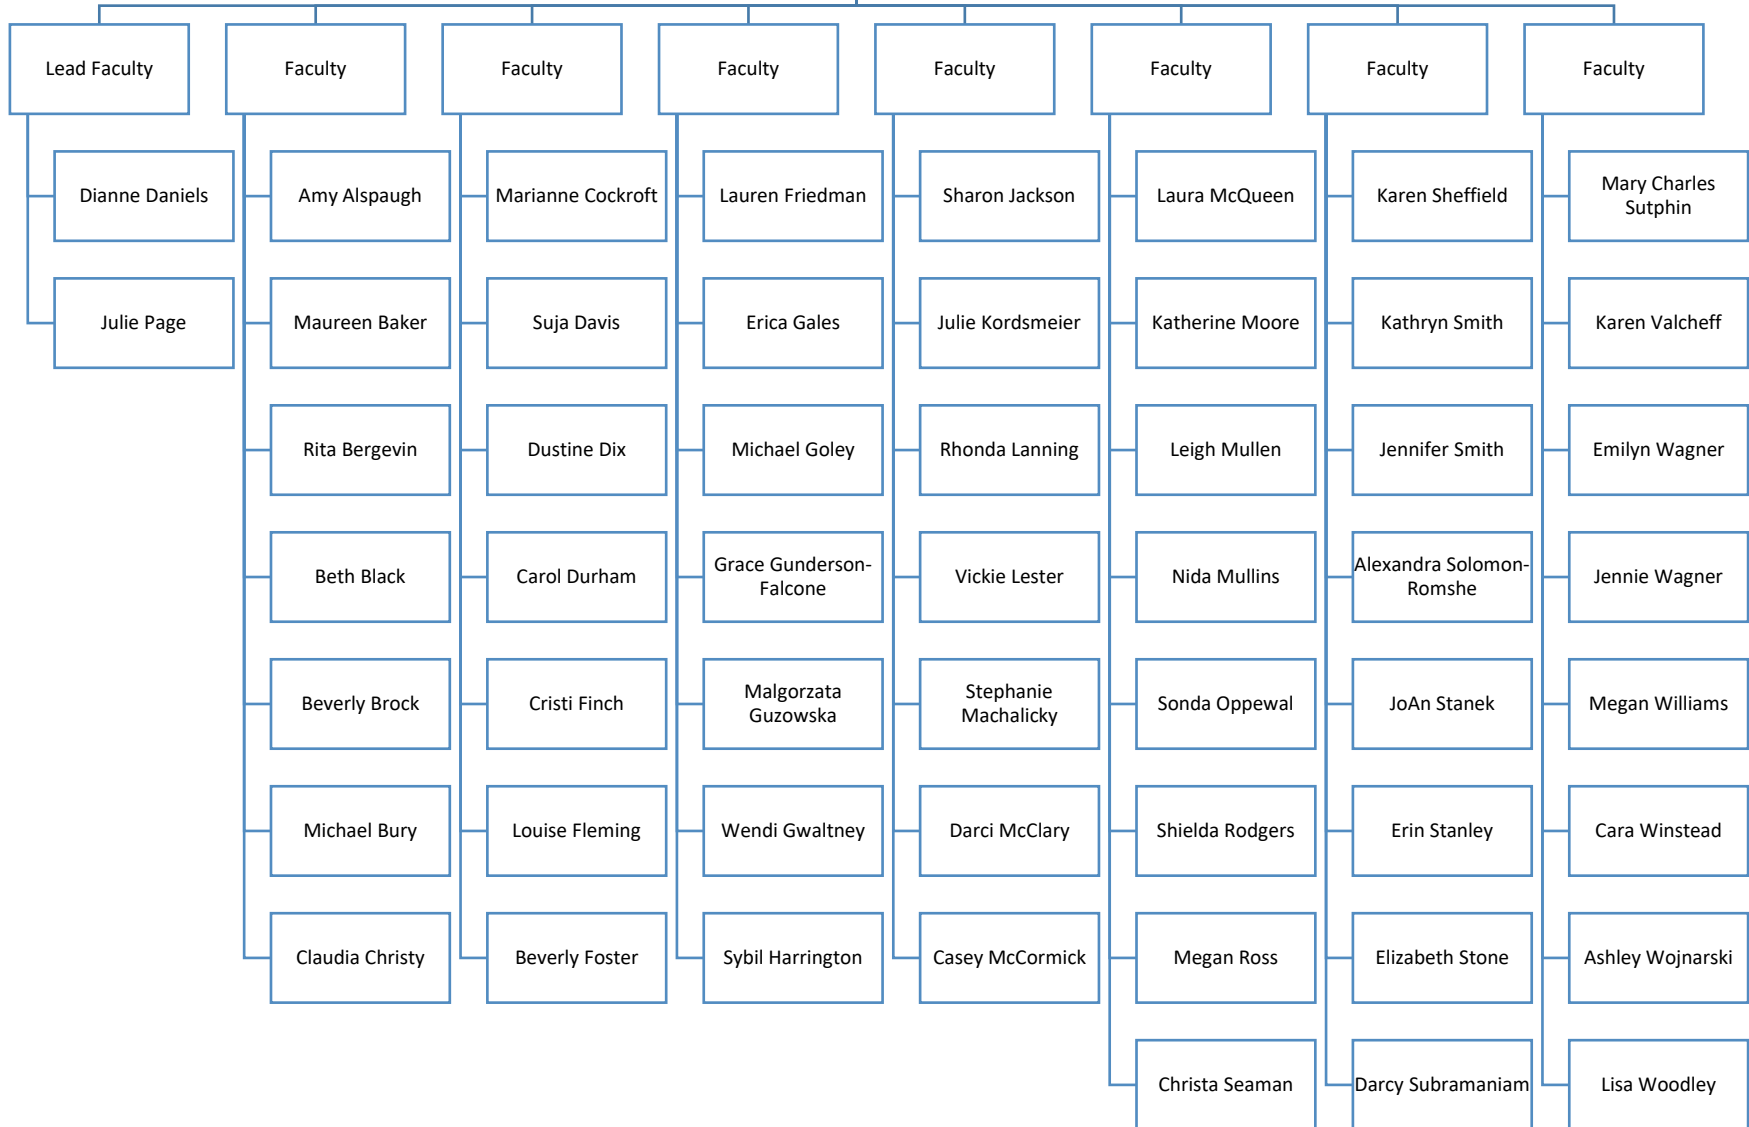 Lead Faculty
Faculty
Faculty
Faculty
Faculty
Faculty
Faculty
Faculty
Dianne Daniels
Julie Page
Amy Alspaugh
Maureen Baker
Rita Bergevin
Beth Black
Beverly Brock
Michael Bury
Claudia Christy
Marianne Cockroft
Suja Davis
Dustine Dix
Carol Durham
Cristi Finch
Louise Fleming
Beverly Foster
Lauren Friedman
Erica Gales
Michael Goley
Grace Gunderson-
Falcone
Malgorzata
Guzowska
Wendi Gwaltney
Sybil Harrington
Sharon Jackson
Julie Kordsmeier
Rhonda Lanning
Vickie Lester
Stephanie
Machalicky
Darci McClary
Casey McCormick
Laura McQueen
Katherine Moore
Leigh Mullen
Nida Mullins
Sonda Oppewal
Shielda Rodgers
Megan Ross
Christa Seaman
Karen Sheffield
Kathryn Smith
Jennifer Smith
Alexandra Solomon-
Romshe
JoAn Stanek
Erin Stanley
Elizabeth Stone
Darcy Subramaniam
Mary Charles
Sutphin
Karen Valcheff
Emilyn Wagner
Jennie Wagner
Megan Williams
Cara Winstead
Ashley Wojnarski
Lisa Woodley